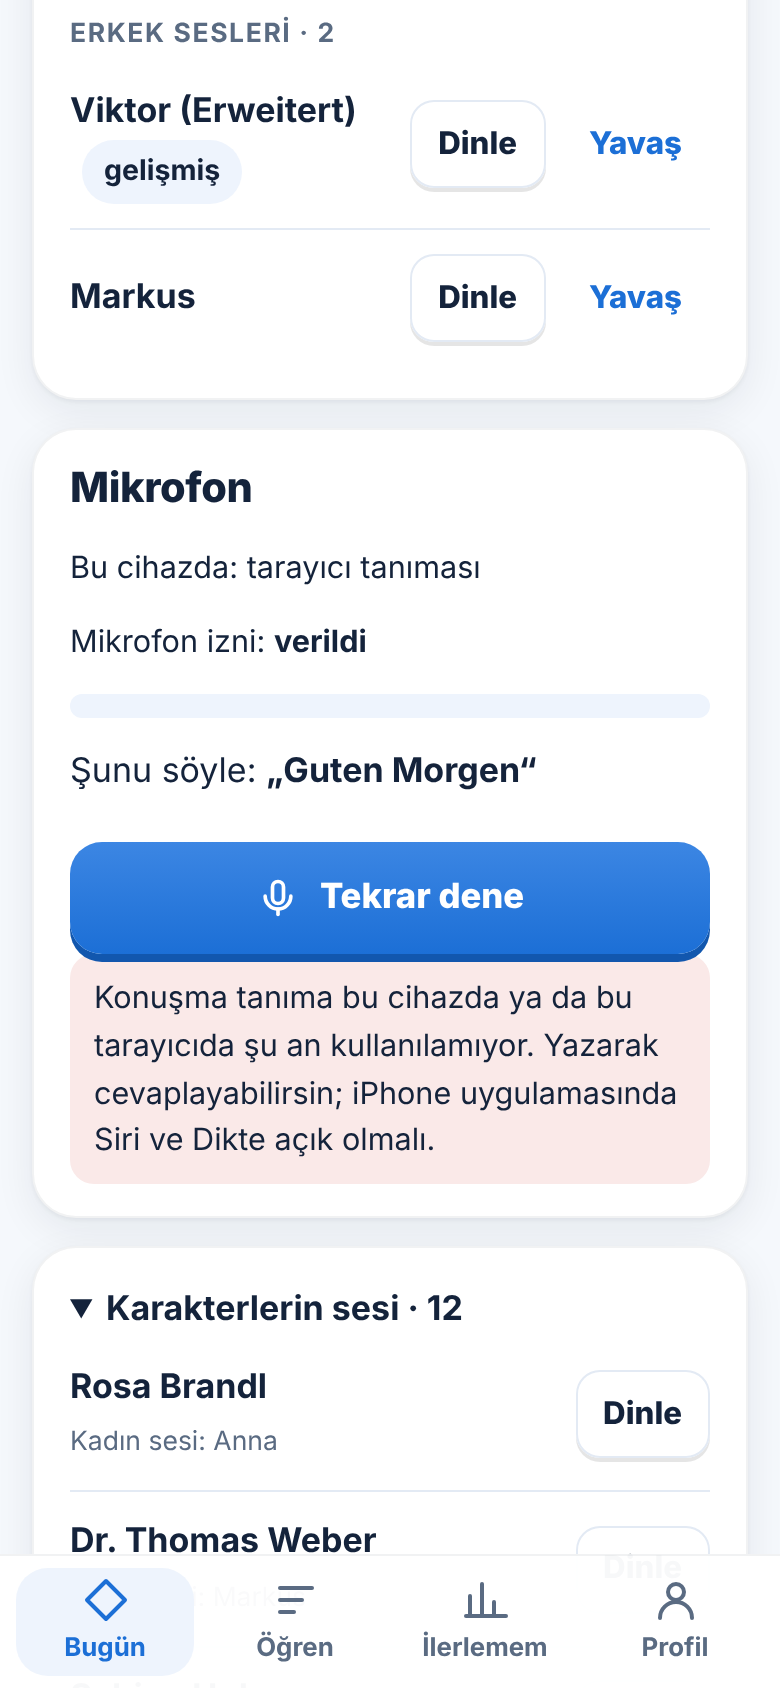 ERKEK SESLERİ · 2
Viktor (Erweitert)
gelişmiş
Dinle
Yavaş
Markus
Dinle
Yavaş
Mikrofon
Bu cihazda: tarayıcı tanıması
Mikrofon izni: verildi
Şunu söyle: „Guten Morgen“
Tekrar dene
Konuşma tanıma bu cihazda ya da bu
tarayıcıda şu an kullanılamıyor. Yazarak
cevaplayabilirsin; iPhone uygulamasında
Siri ve Dikte açık olmalı.
▼ Karakterlerin sesi · 12
Rosa Brandl
Kadın sesi: Anna
Dinle
Dr. Thomas Weber
Dinle
Bugün
Öğren
İlerlemem
Profil